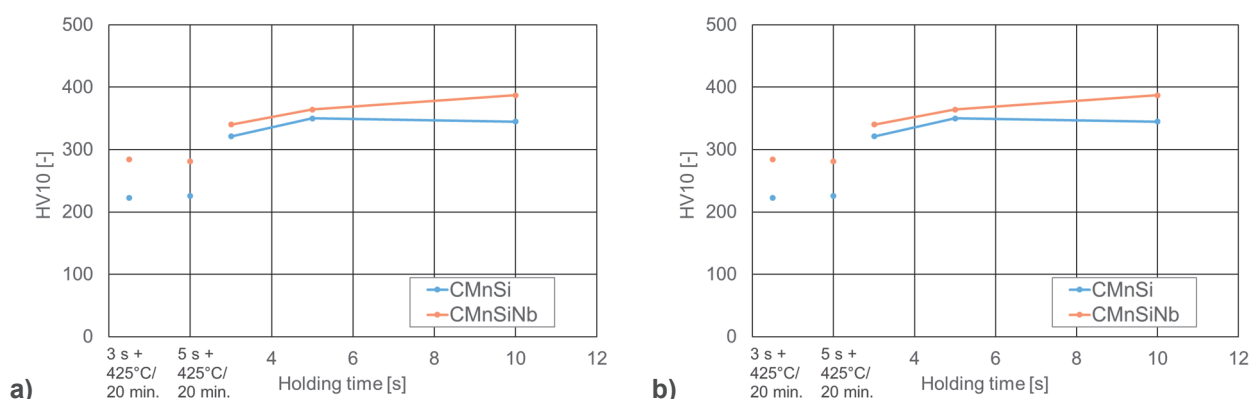 500
400
300
200
100
0
HV10 [-]
CMnSi
CMnSiNb
3 s +
425°C/
20 min.
5 s +
425°C/
20 min.
4 6 8 10 12
Holding time [s]
a)
500
400
300
200
100
0
HV10 [-]
CMnSi
CMnSiNb
3 s +
425°C/
20 min.
5 s +
425°C/
20 min.
4 6 8 10 12
Holding time [s]
b)